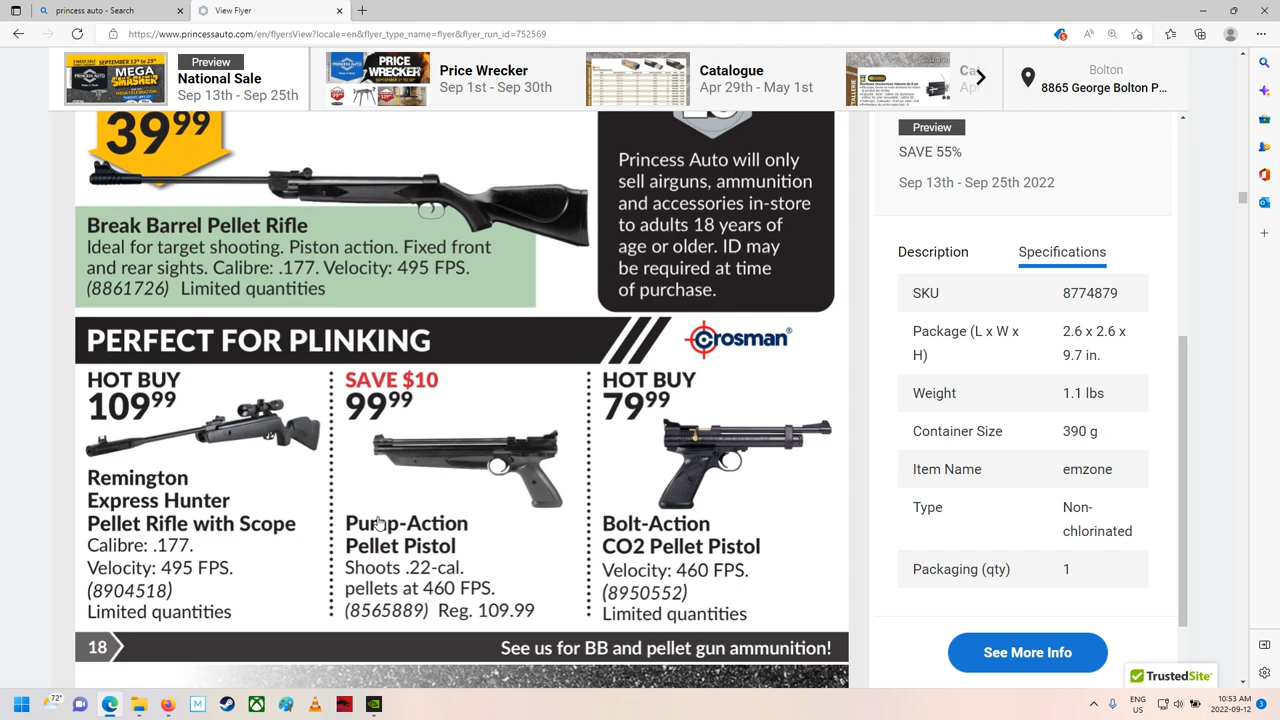 princess auto - Search
View Flyer
https://www.princessauto.com/en/flyersView?locale=en&flyer_type_name=flyer&flyer_run_id=752569
Preview
National Sale
th - Sep 25th
Price Wrecker
Sep 1st - Sep 30th
Catalogue
Apr 29th - May 1st
Bolton
8865 George Bolton P...
39 99
Break Barrel Pellet Rifle
Ideal for target shooting. Piston action. Fixed front
and rear sights. Calibre: .177. Velocity: 495 FPS.
(8861726) Limited quantities
Princess Auto will only
sell airguns, ammunition
and accessories in-store
to adults 18 years of
age or older. ID may
be required at time
of purchase.
PERFECT FOR PLINKING
Crosman®
HOT BUY
109 99
Remington
Express Hunter
Pellet Rifle with Scope
Calibre: .177.
Velocity: 495 FPS.
(8904518)
Limited quantities
SAVE $10
99 99
Pump-Action
Pellet Pistol
Shoots .22-cal.
pellets at 460 FPS.
(8565889) Reg. 109.99
HOT BUY
79 99
Bolt-Action
CO2 Pellet Pistol
Velocity: 460 FPS.
(8950552)
Limited quantities
18
See us for BB and pellet gun ammunition!
Preview
SAVE 55%
Sep 13th - Sep 25th 2022
Description
Specifications
SKU 8774879
Package (L x W x
H)
2.6 x 2.6 x
9.7 in.
Weight 1.1 lbs
Container Size 390 g
Item Name emzone
Type Non-
chlorinated
Packaging (qty) 1
See More Info
TrustedSite
72°
ENG
US
10:53 AM
2022-09-12
3